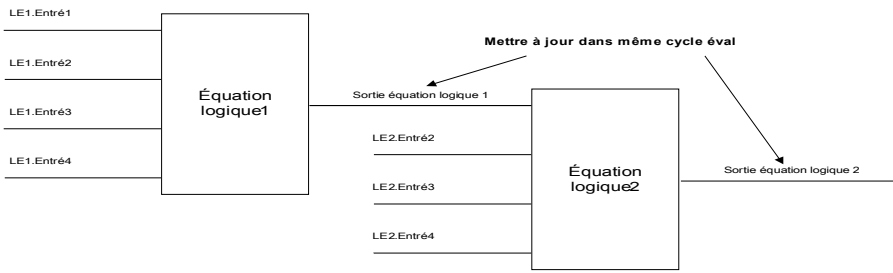 LE1.Entré1
LE1.Entré2
LE1.Entré3
LE1.Entré4
Équation
logique1
Mettre à jour dans même cycle éval
Sortie équation logique 1
LE2.Entré2
LE2.Entré3
LE2.Entré4
Équation
logique2
Sortie équation logique 2